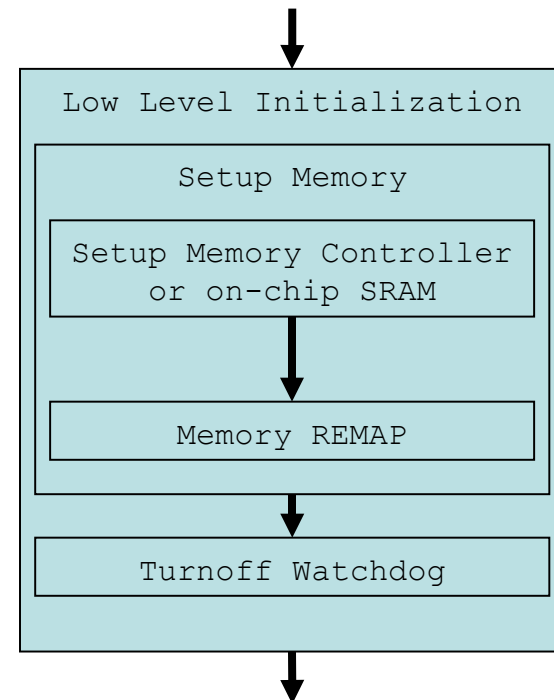 Low Level Initialization
Setup Memory
Setup Memory Controller
or on-chip SRAM
Memory REMAP
Turnoff Watchdog